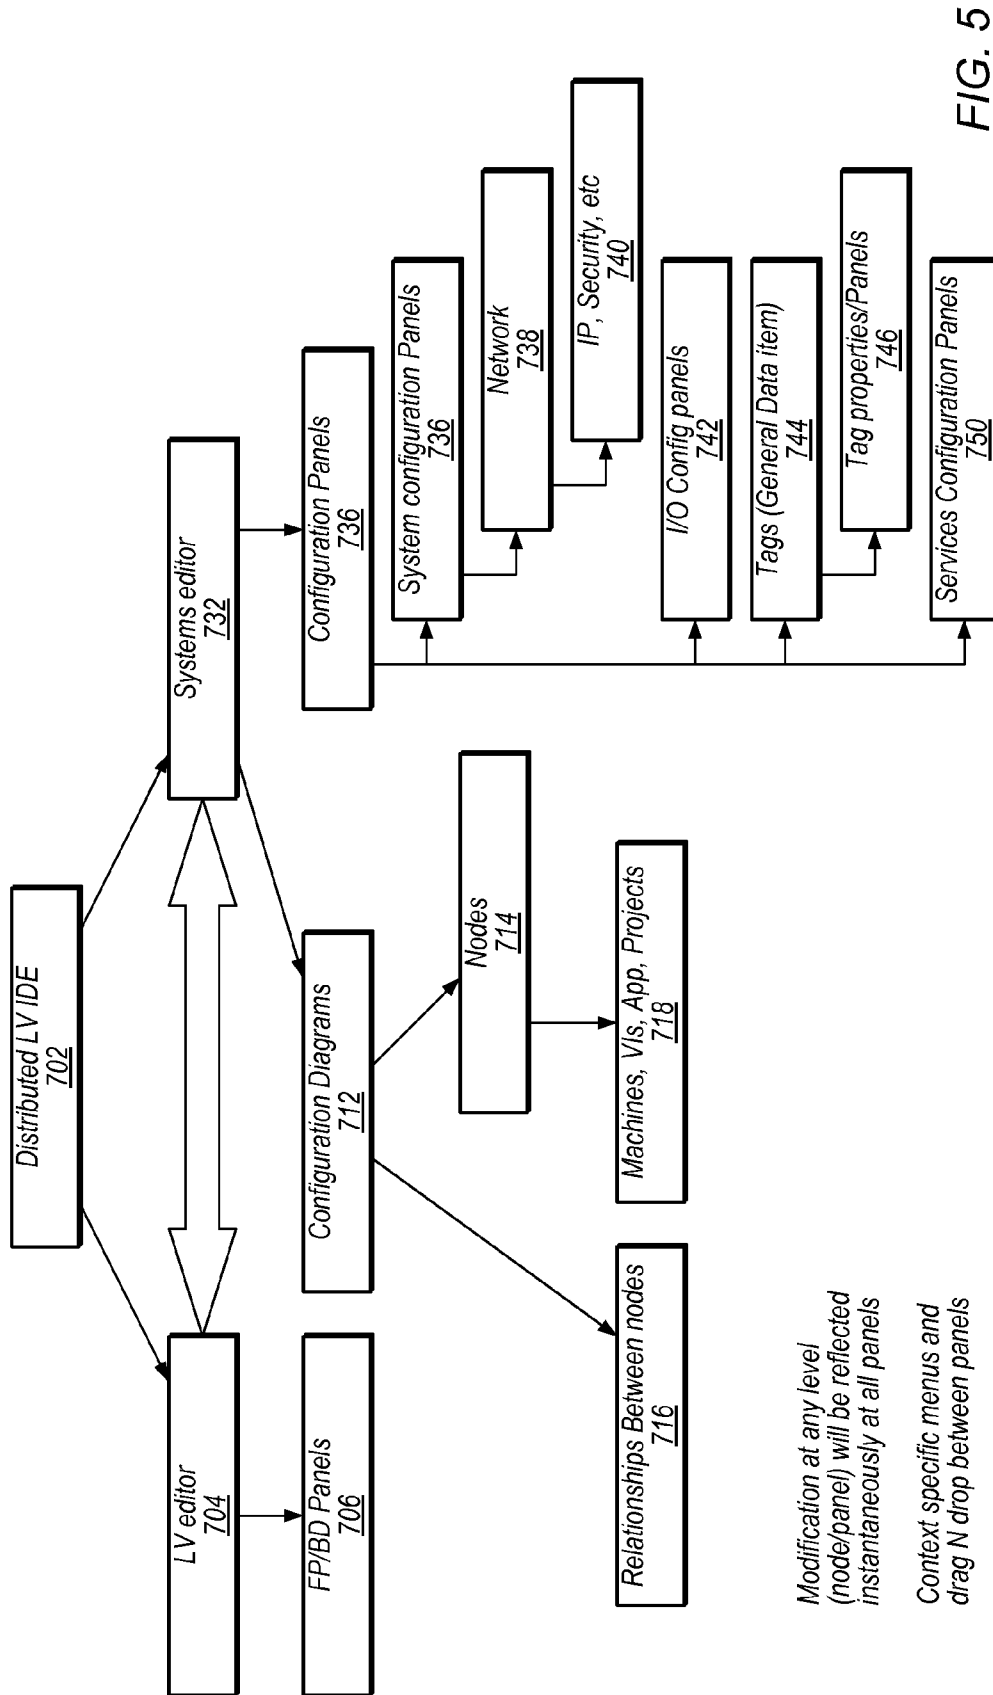 Distributed LV IDE
702
LV editor
704
Systems editor
732
FP/BD Panels
706
Configuration Diagrams
712
Configuration Panels
736
System configuration Panels
736
Nodes
714
Network
738
IP, Security, etc
740
Relationships Between nodes
716
Machines, VIs, App, Projects
718
I/O Config panels
742
Tags (General Data item)
744
Tag properties/Panels
746
Services Configuration Panels
750
Modification at any level
(node/panel) will be reflected
instantaneously at all panels
Context specific menus and
drag N drop between panels
FIG. 5